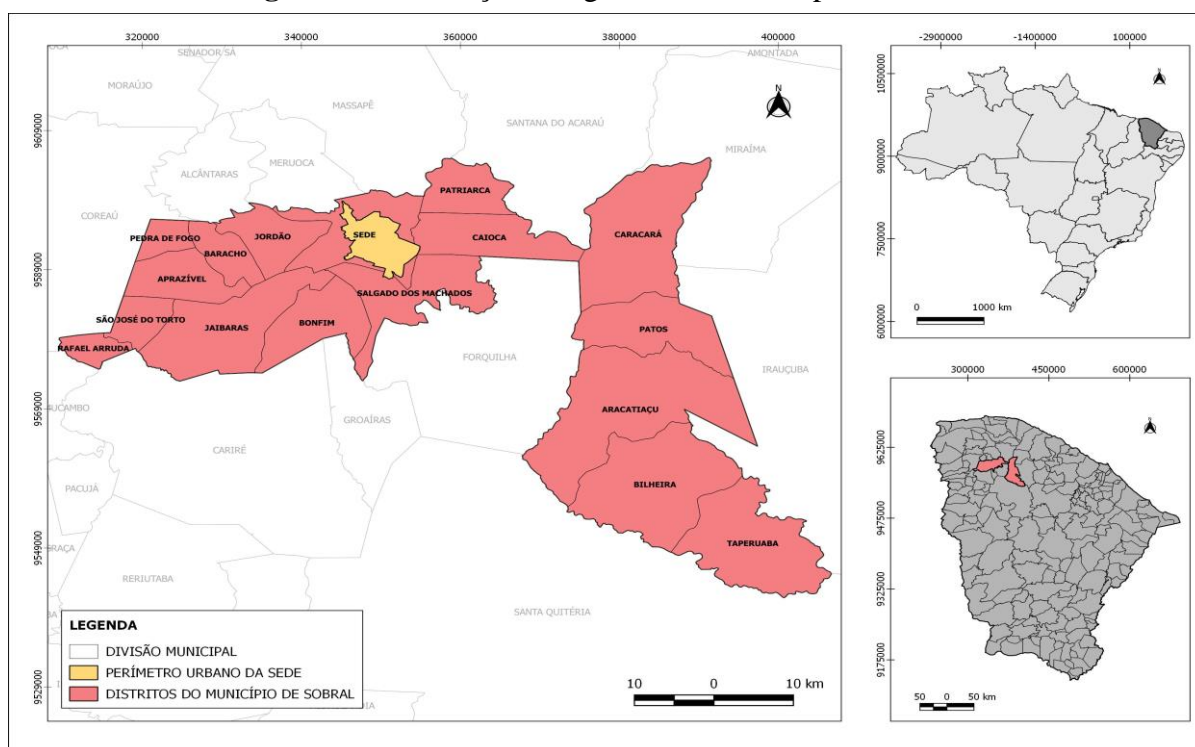 320000 340000 360000 380000 400000
SENADOR SÁ
AMONTADA
MORAÚJO
MASSAPÊ
SANTANA DO ACARAÚ
N
9609000
MIRAÍMA
MERUOCA
ALCÂNTARAS
PATRIARCA
COREAÚ
PEDRA DE FOGO
JORDÃO
SEDE
CAIOCA
CARACARÁ
BARACHO
9589000
APRAZÍVEL
SALGADO DOS MACHADOS
SÃO JOSÉ DO TORTO
JAIBARAS
BONFIM
PATOS
RAFAEL ARRUDA
FORQUILHA
IRAUÇUBA
9569000
ARACATIAÇU
GROAÍRAS
CARIRÉ
BILHEIRA
PACUJÁ
TAPERUABA
9549000
RERIUTABA
SANTA QUITÉRIA
LEGENDA
DIVISÃO MUNICIPAL
PERÍMETRO URBANO DA SEDE
DISTRITOS DO MUNICÍPIO DE SOBRAL
9529000
10 0 10 km
-2900000 -1400000 100000
10500000
9000000
7500000
6000000
0 1000 km
300000 450000 600000
9625000
9475000
9325000
9175000
50 0 50 km